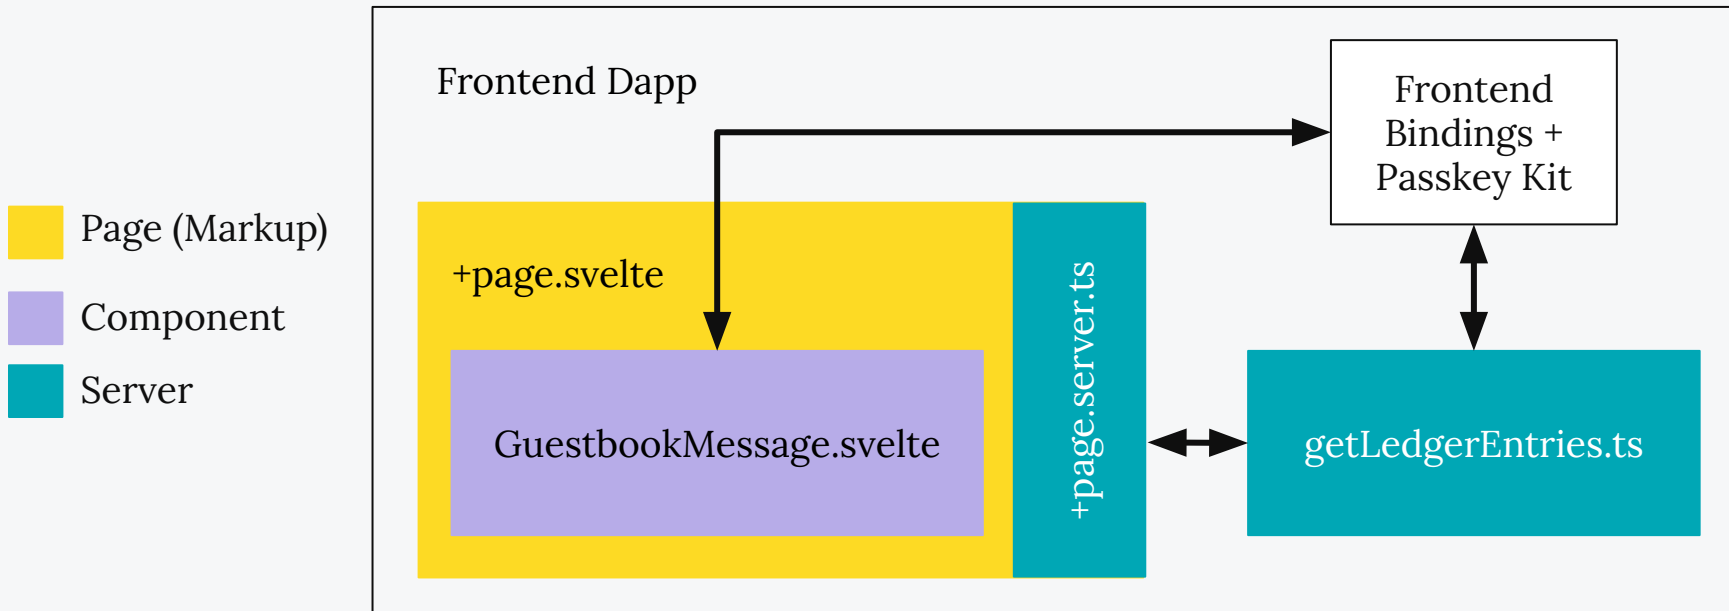 Frontend Dapp
Frontend
Bindings +
Passkey Kit
Page (Markup)
Component
Server
+page.svelte
GuestbookMessage.svelte
+page.server.ts
getLedgerEntries.ts